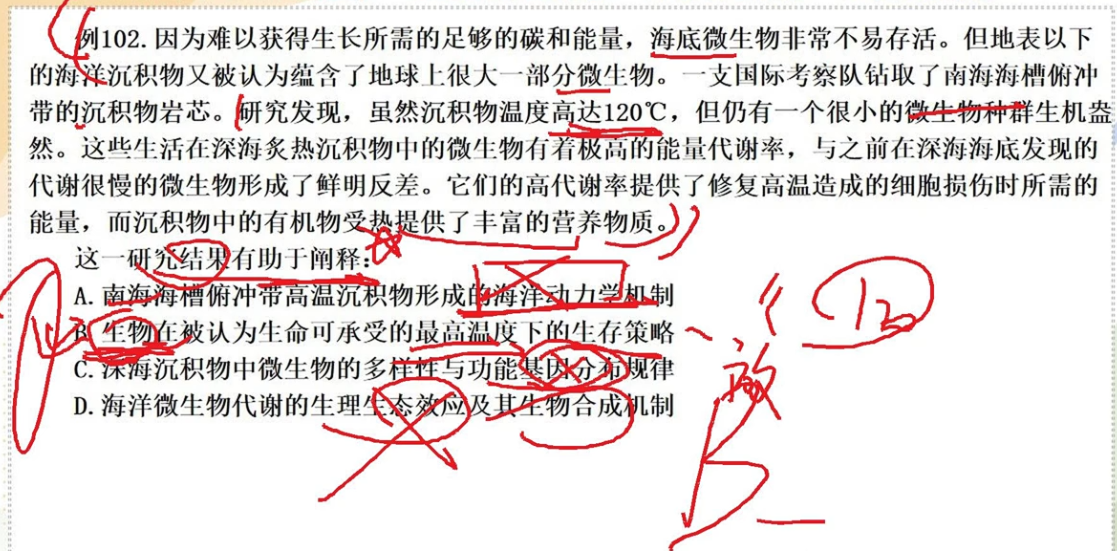 例102.因为难以获得生长所需的足够的碳和能量，海底微生物非常不易存活。但地表以下
的海洋沉积物又被认为蕴含了地球上很大一部分微生物。一支国际考察队钻取了南海海槽俯冲
带的沉积物岩芯。研究发现，虽然沉积物温度高达120℃，但仍有一个很小的微生物种群生机盎
然。这些生活在深海炙热沉积物中的微生物有着极高的能量代谢率，与之前在深海海底发现的
代谢很慢的微生物形成了鲜明反差。它们的高代谢率提供了修复高温造成的细胞损伤时所需的
能量，而沉积物中的有机物受热提供了丰富的营养物质。
这一研究结果有助于阐释：
A.南海海槽俯冲带高温沉积物形成的海洋动力学机制
B.生物在被认为生命可承受的最高温度下的生存策略
C.深海沉积物中微生物的多样性与功能基因分布规律
D.海洋微生物代谢的生理生态效应及其生物合成机制
B